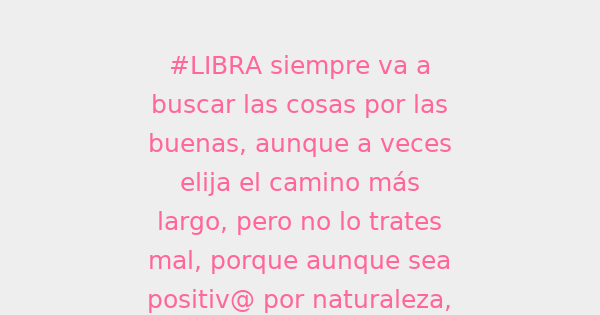 #LIBRA siempre va a
buscar las cosas por las
buenas, aunque a veces
elija el camino más
largo, pero no lo trates
mal, porque aunque sea
positiv@ por naturaleza,